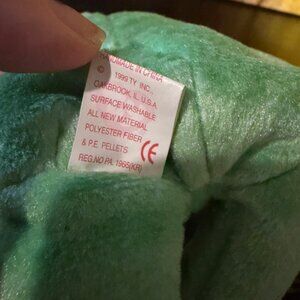 HANDMADE IN CHINA
© 1999 TY INC.,
OAKBROOK, IL. U.S.A.
SURFACE WASHABLE
ALL NEW MATERIAL
POLYESTER FIBER
& P.E. PELLETS CE
REG.NO PA. 1965(KR)